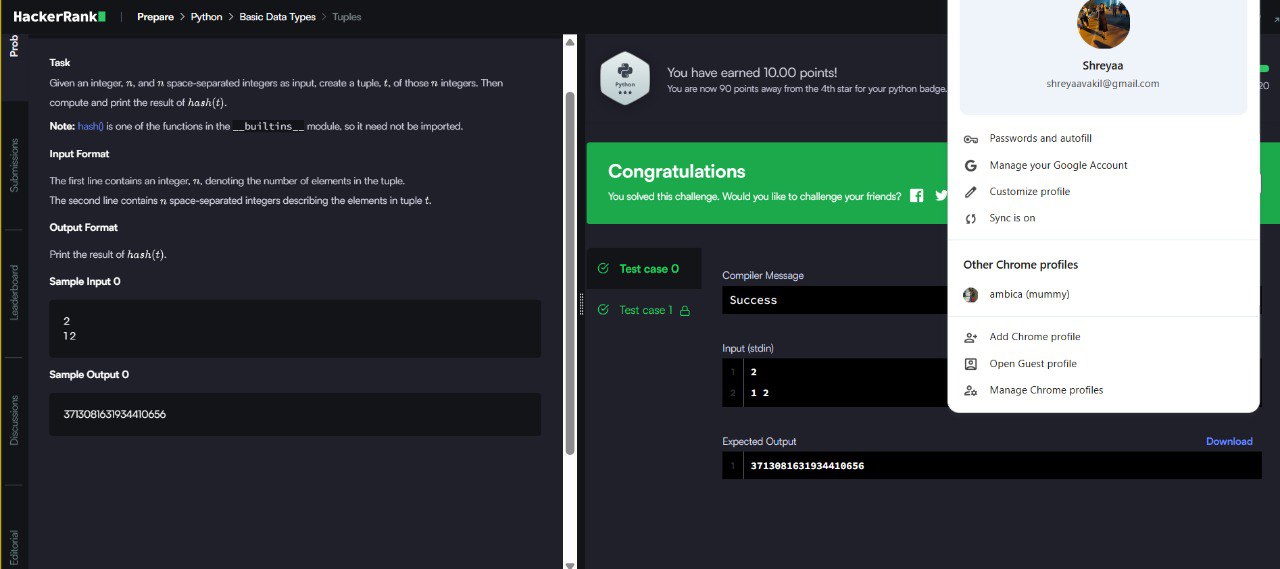 HackerRank
Prepare > Python > Basic Data Types > Tuples
Prob
Submissions
Leaderboard
Discussions
Editorial
Task
Given an integer, n, and n space-separated integers as input, create a tuple, t, of those n integers. Then
compute and print the result of hash(t).
Note: hash() is one of the functions in the __builtins__ module, so it need not be imported.
Input Format
The first line contains an integer, n, denoting the number of elements in the tuple.
The second line contains n space-separated integers describing the elements in tuple t.
Output Format
Print the result of hash(t).
Sample Input 0
2
1 2
Sample Output 0
3713081631934410656
Python
You have earned 10.00 points!
You are now 90 points away from the 4th star for your python badge.
20
Congratulations
You solved this challenge. Would you like to challenge your friends?
Test case 0
Test case 1
Compiler Message
Success
Input (stdin)
1 2
2 1 2
Expected Output
Download
1 3713081631934410656
Shreyaa
shreyaavakil@gmail.com
Passwords and autofill
Manage your Google Account
Customize profile
Sync is on
Other Chrome profiles
ambica (mummy)
Add Chrome profile
Open Guest profile
Manage Chrome profiles